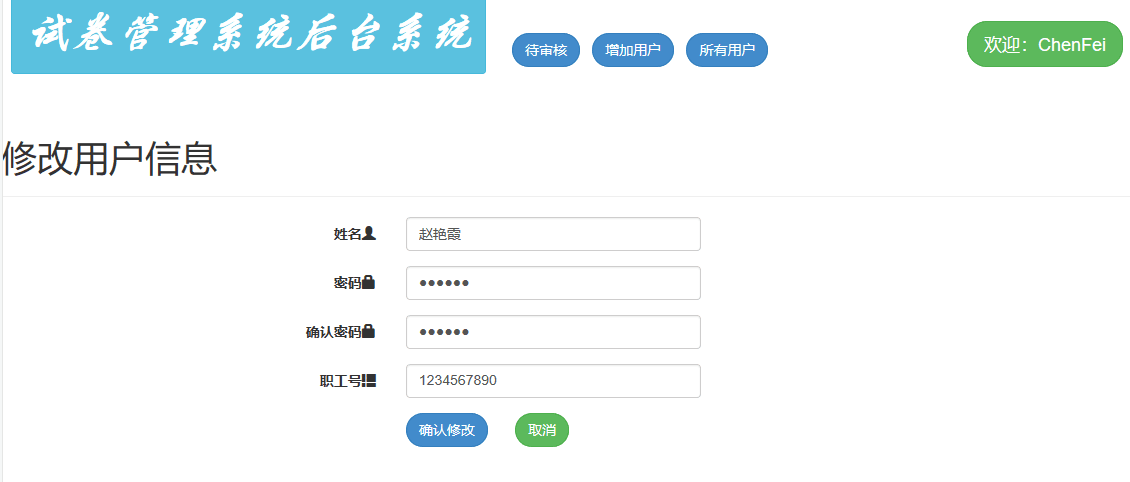 试卷管理系统后台系统
待审核 增加用户 所有用户
欢迎：ChenFei
修改用户信息
姓名 赵艳霞
密码 ●●●●●●
确认密码 ●●●●●●
职工号 1234567890
确认修改 取消